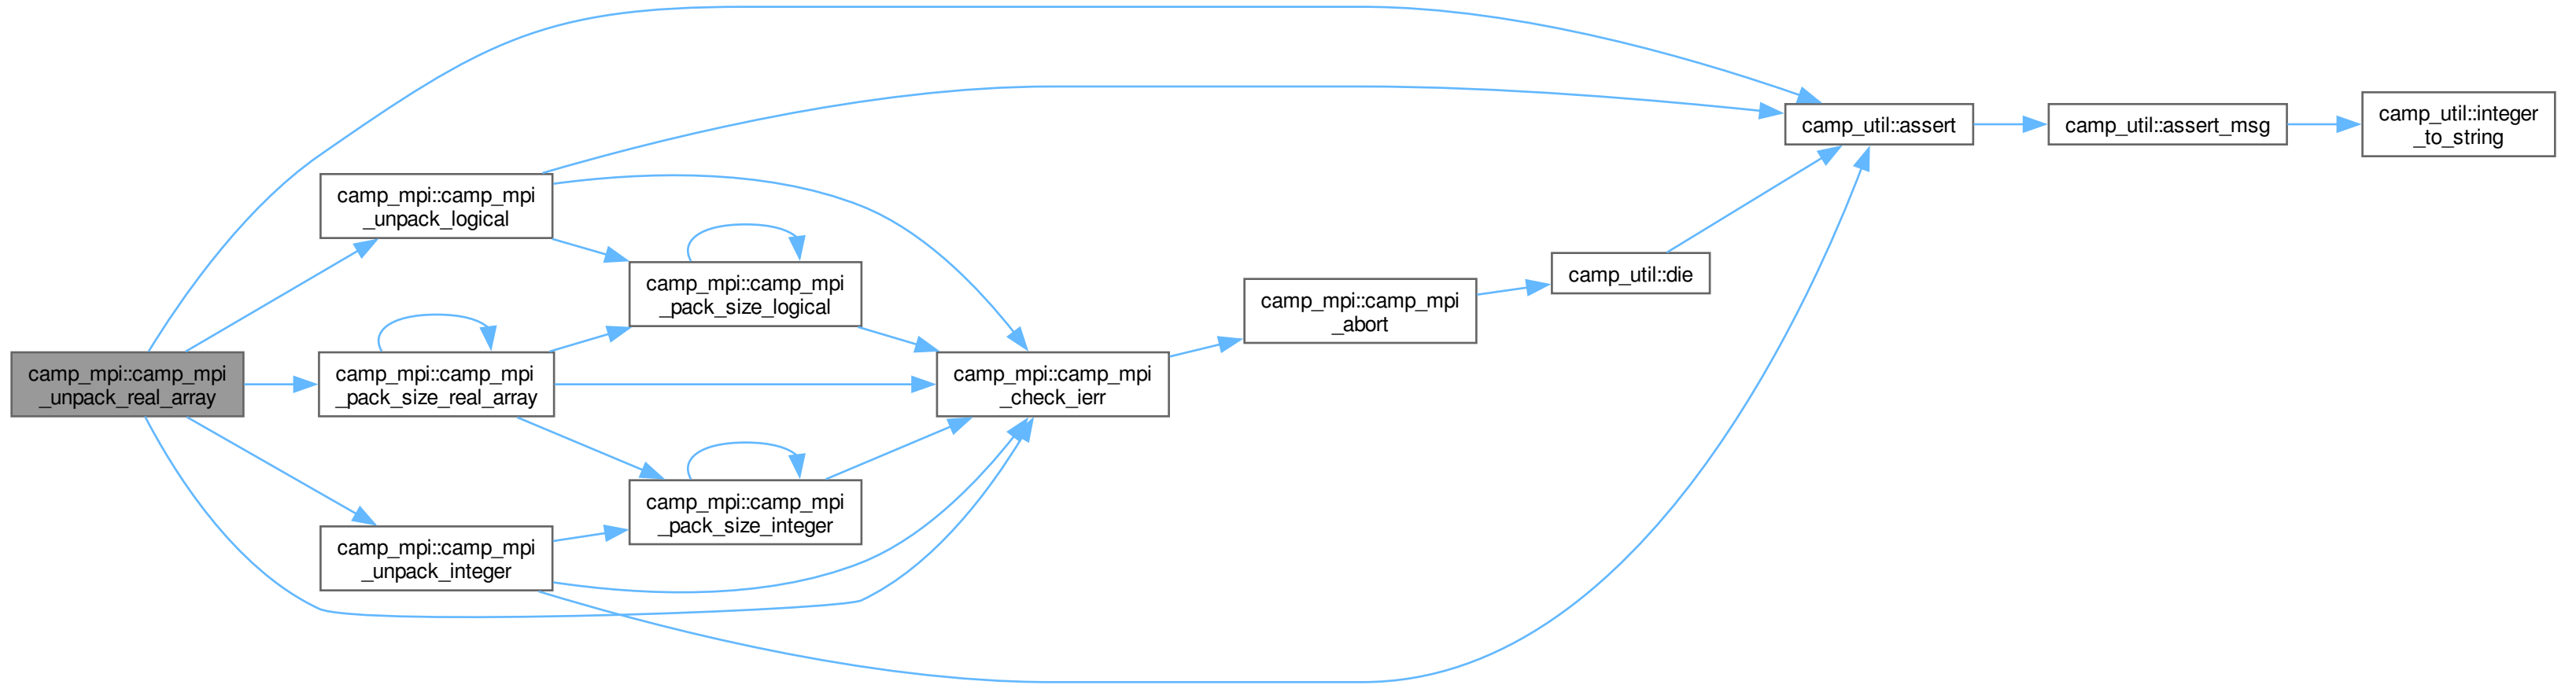 camp_mpi::camp_mpi
_unpack_real_array
camp_mpi::camp_mpi
_unpack_logical
camp_mpi::camp_mpi
_pack_size_real_array
camp_mpi::camp_mpi
_unpack_integer
camp_mpi::camp_mpi
_pack_size_logical
camp_mpi::camp_mpi
_pack_size_integer
camp_mpi::camp_mpi
_check_ierr
camp_mpi::camp_mpi
_abort
camp_util::die
camp_util::assert
camp_util::assert_msg
camp_util::integer
_to_string